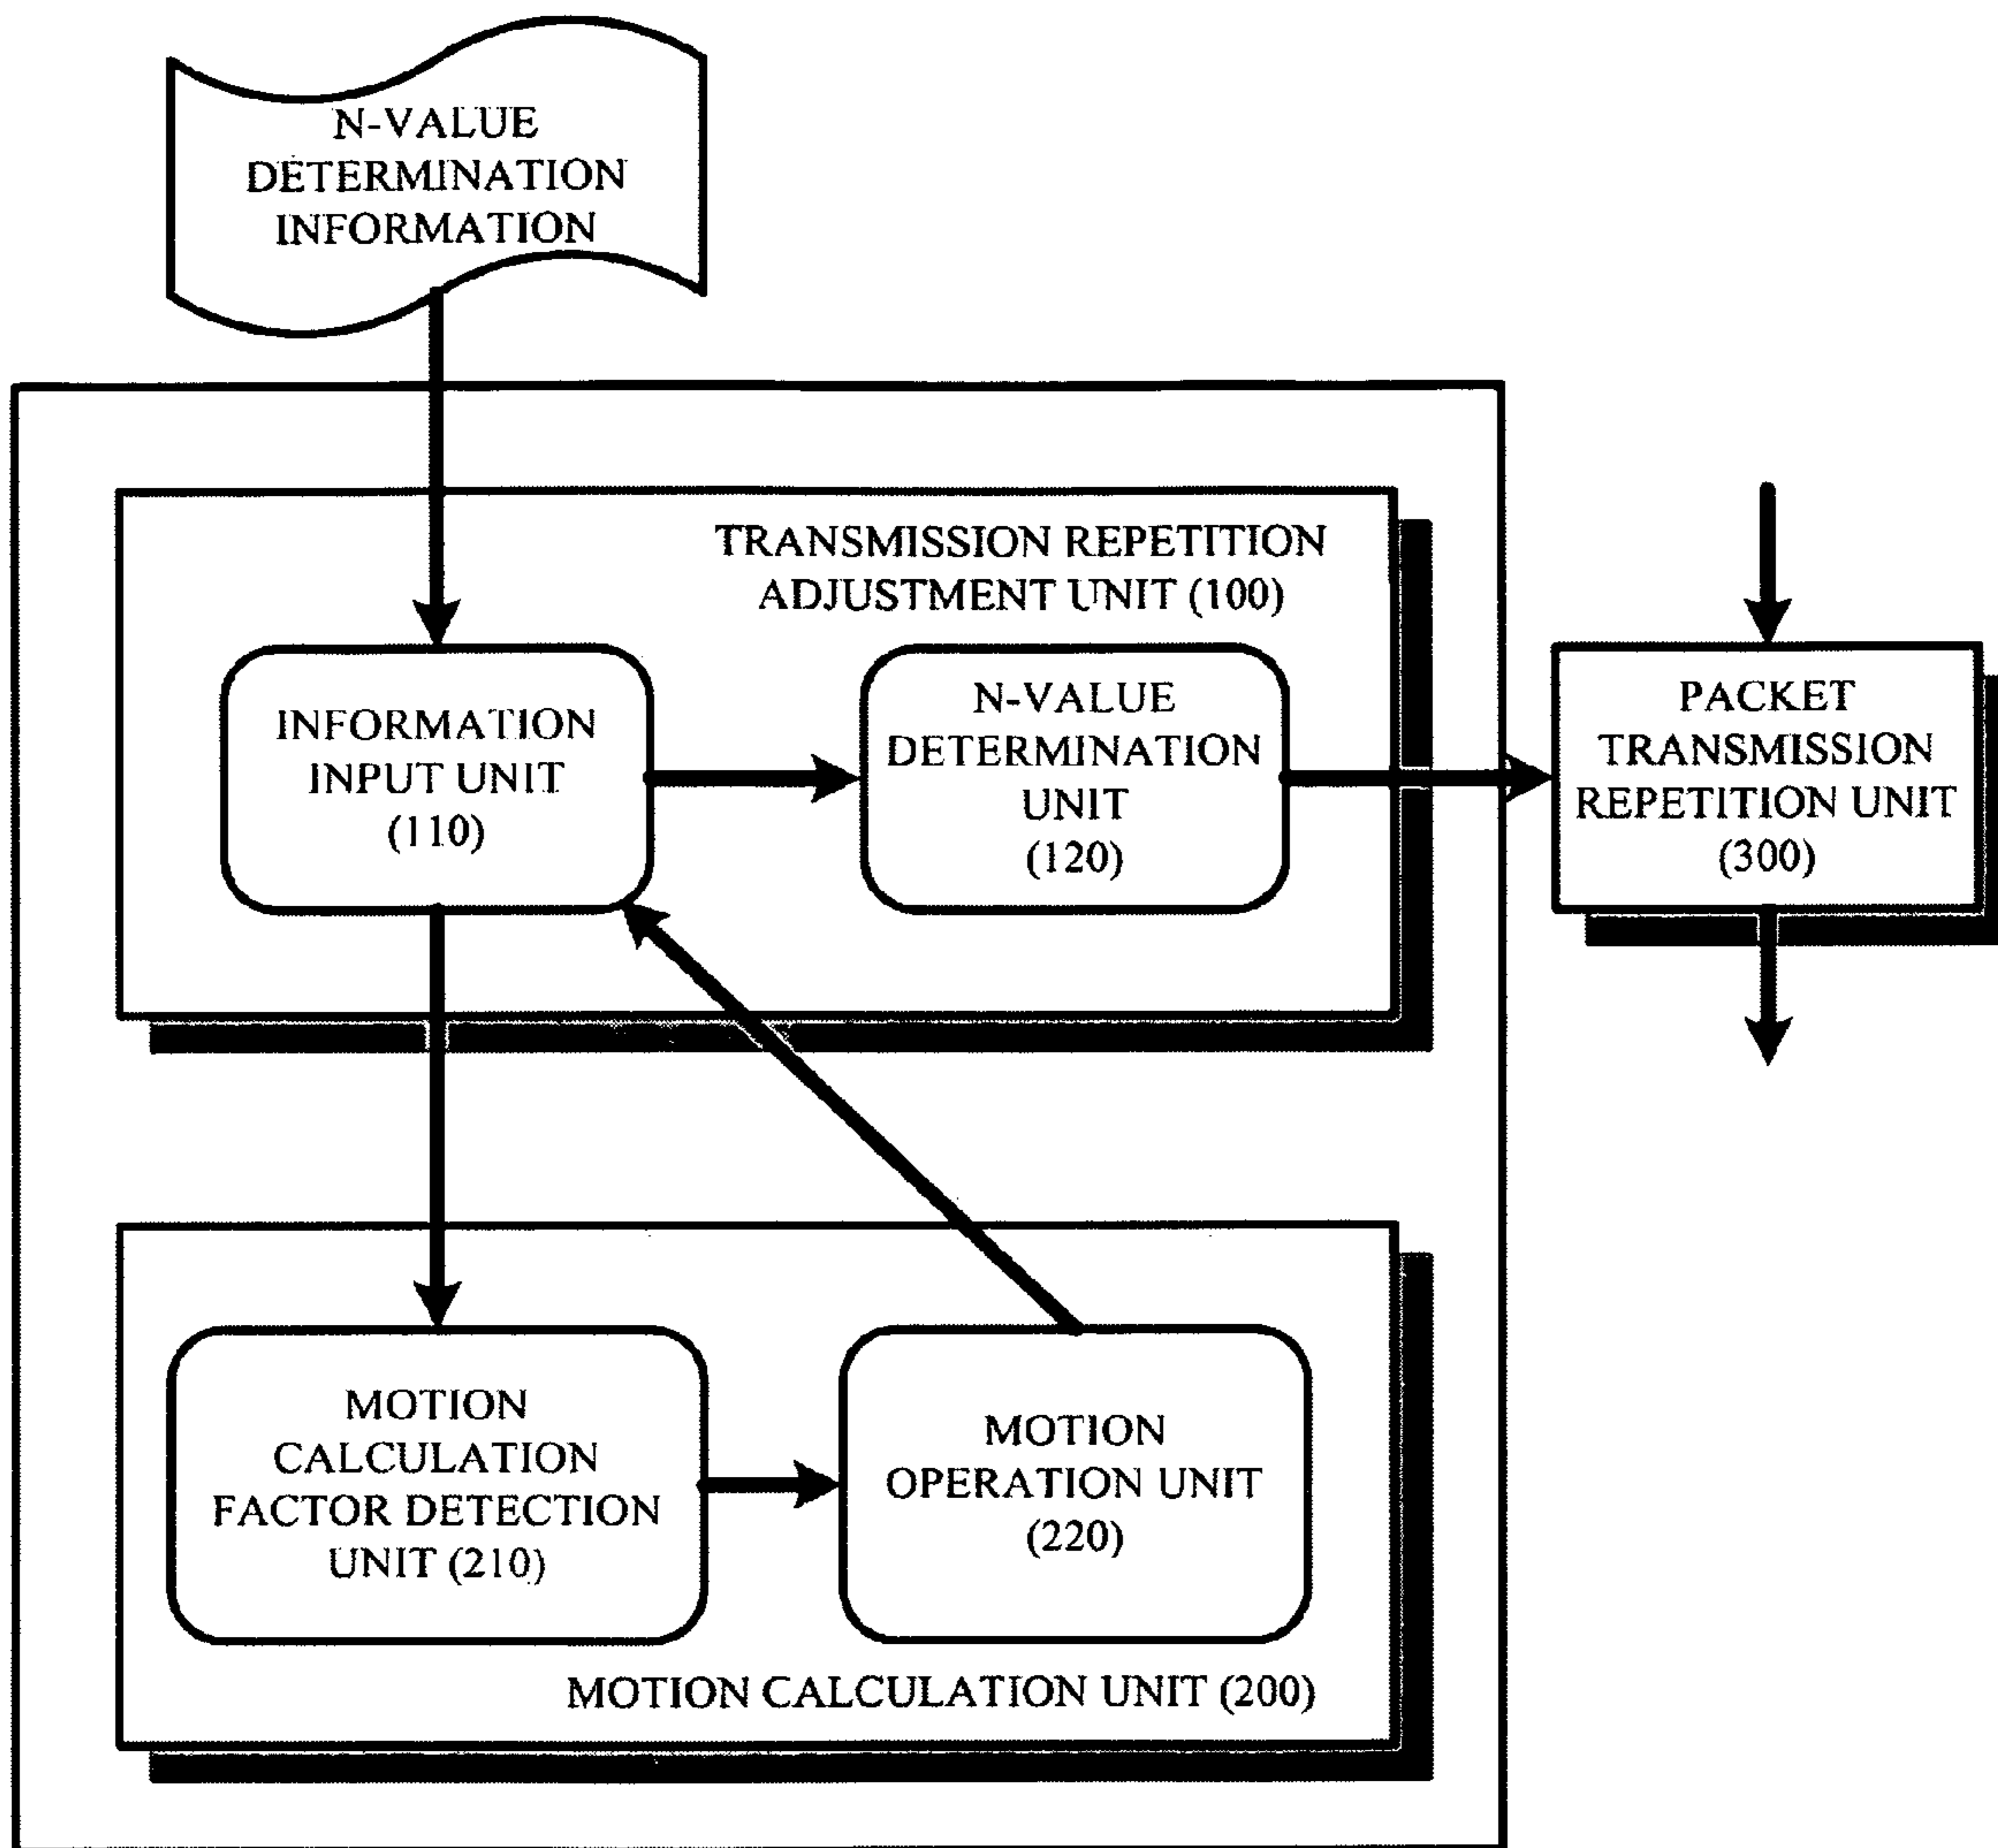 N-VALUE
DETERMINATION
INFORMATION
TRANSMISSION REPETITION
ADJUSTMENT UNIT (100)
INFORMATION
INPUT UNIT
(110)
N-VALUE
DETERMINATION
UNIT
(120)
PACKET
TRANSMISSION
REPETITION UNIT
(300)
MOTION
CALCULATION
FACTOR DETECTION
UNIT (210)
MOTION
OPERATION UNIT
(220)
MOTION CALCULATION UNIT (200)